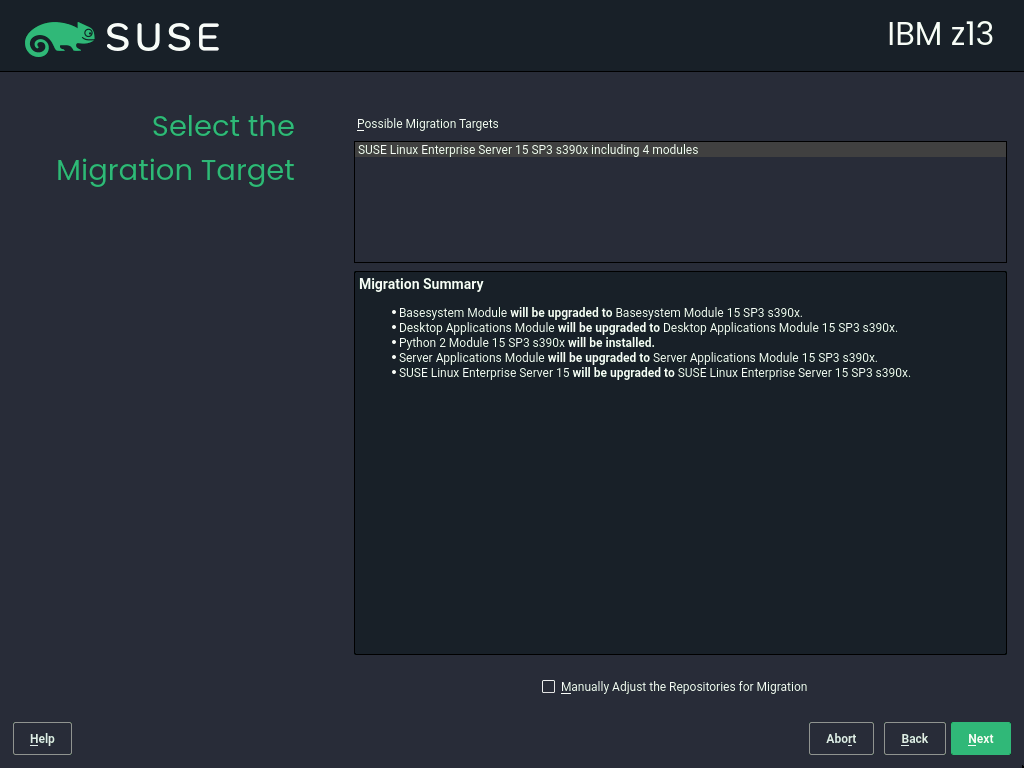 SUSE
IBM z13
Select the
Migration Target
Possible Migration Targets
SUSE Linux Enterprise Server 15 SP3 s390x including 4 modules
Migration Summary
• Basesystem Module will be upgraded to Basesystem Module 15 SP3 s390x.
• Desktop Applications Module will be upgraded to Desktop Applications Module 15 SP3 s390x.
• Python 2 Module 15 SP3 s390x will be installed.
• Server Applications Module will be upgraded to Server Applications Module 15 SP3 s390x.
• SUSE Linux Enterprise Server 15 will be upgraded to SUSE Linux Enterprise Server 15 SP3 s390x.
Manually Adjust the Repositories for Migration
Help
Abort
Back
Next